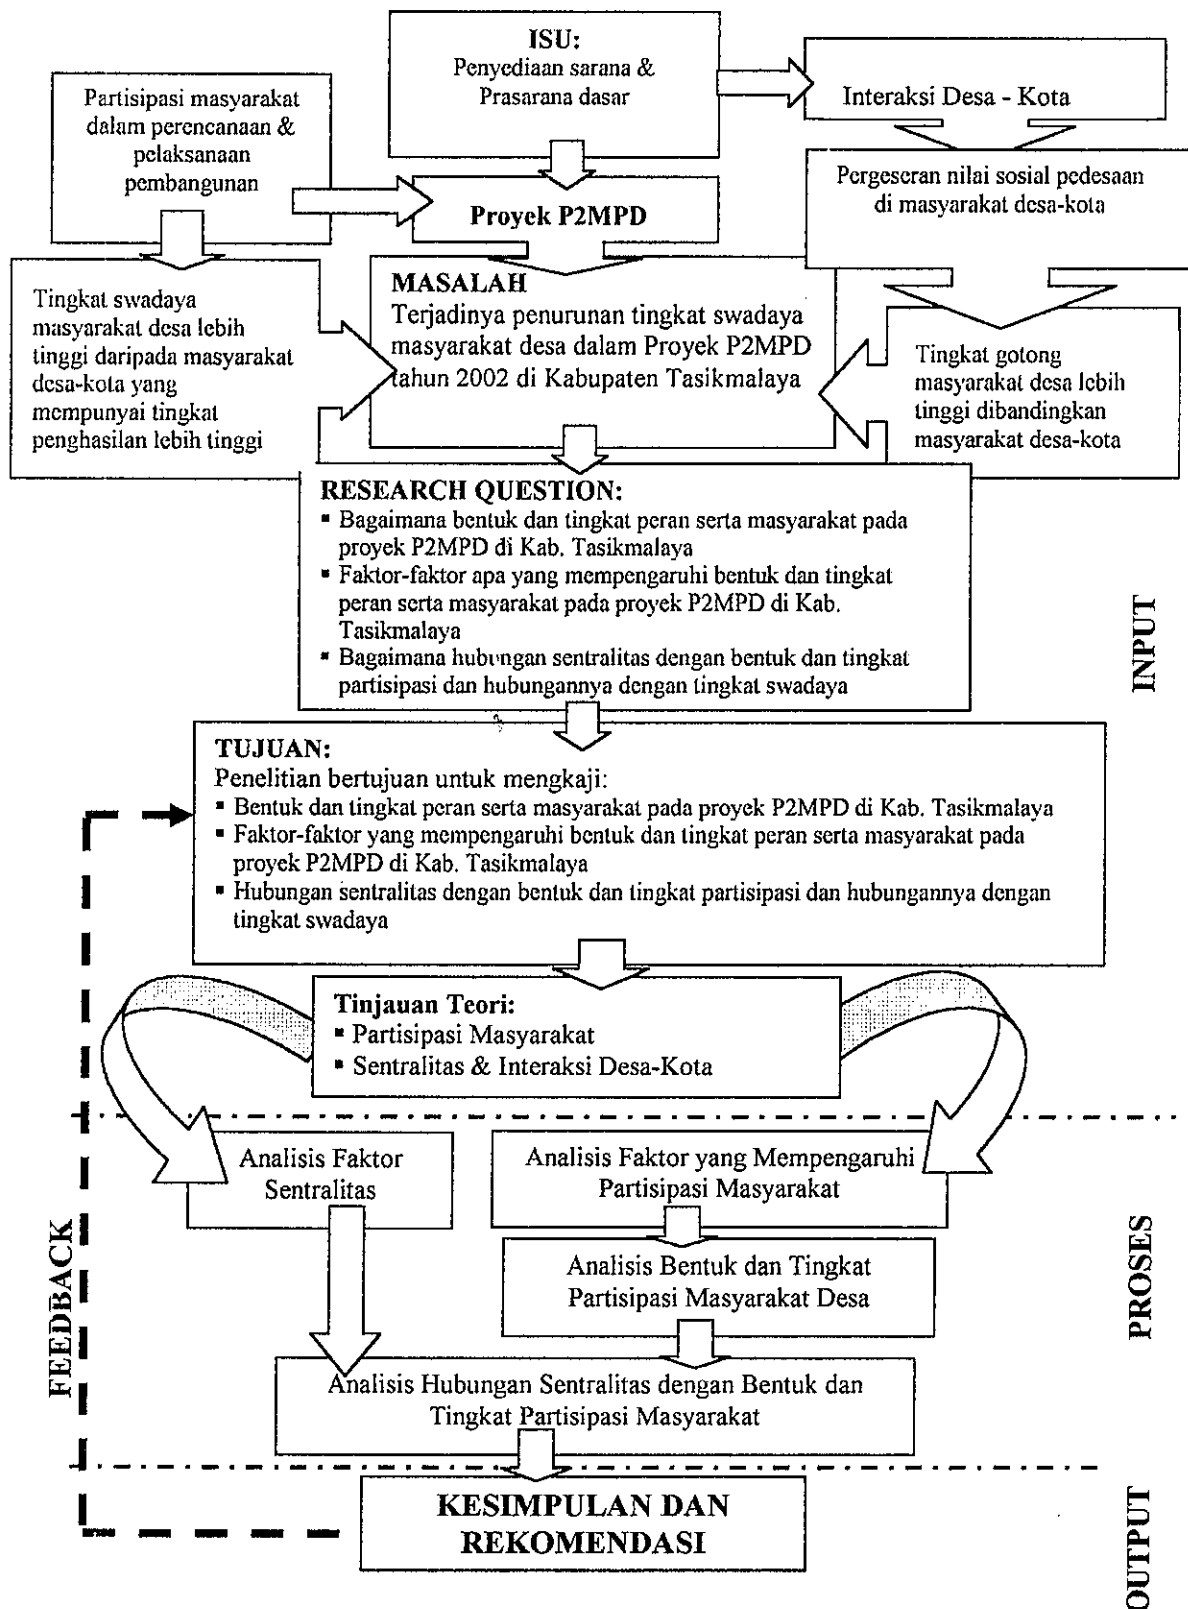 ISU:
Penyediaan sarana &
Prasarana dasar
Interaksi Desa - Kota
Partisipasi masyarakat
dalam perencanaan &
pelaksanaan
pembangunan
Proyek P2MPD
Pergeseran nilai sosial pedesaan
di masyarakat desa-kota
Tingkat swadaya
masyarakat desa lebih
tinggi daripada masyarakat
desa-kota yang
mempunyai tingkat
penghasilan lebih tinggi
MASALAH
Terjadinya penurunan tingkat swadaya
masyarakat desa dalam Proyek P2MPD
tahun 2002 di Kabupaten Tasikmalaya
Tingkat gotong
masyarakat desa lebih
tinggi dibandingkan
masyarakat desa-kota
RESEARCH QUESTION:
▪ Bagaimana bentuk dan tingkat peran serta masyarakat pada
proyek P2MPD di Kab. Tasikmalaya
▪ Faktor-faktor apa yang mempengaruhi bentuk dan tingkat
peran serta masyarakat pada proyek P2MPD di Kab.
Tasikmalaya
▪ Bagaimana hubungan sentralitas dengan bentuk dan tingkat
partisipasi dan hubungannya dengan tingkat swadaya
INPUT
TUJUAN:
Penelitian bertujuan untuk mengkaji:
▪ Bentuk dan tingkat peran serta masyarakat pada proyek P2MPD di Kab. Tasikmalaya
▪ Faktor-faktor yang mempengaruhi bentuk dan tingkat peran serta masyarakat pada
proyek P2MPD di Kab. Tasikmalaya
▪ Hubungan sentralitas dengan bentuk dan tingkat partisipasi dan hubungannya dengan
tingkat swadaya
Tinjauan Teori:
▪ Partisipasi Masyarakat
▪ Sentralitas & Interaksi Desa-Kota
Analisis Faktor
Sentralitas
Analisis Faktor yang Mempengaruhi
Partisipasi Masyarakat
Analisis Bentuk dan Tingkat
Partisipasi Masyarakat Desa
FEEDBACK
PROSES
Analisis Hubungan Sentralitas dengan Bentuk dan
Tingkat Partisipasi Masyarakat
KESIMPULAN DAN
REKOMENDASI
OUTPUT